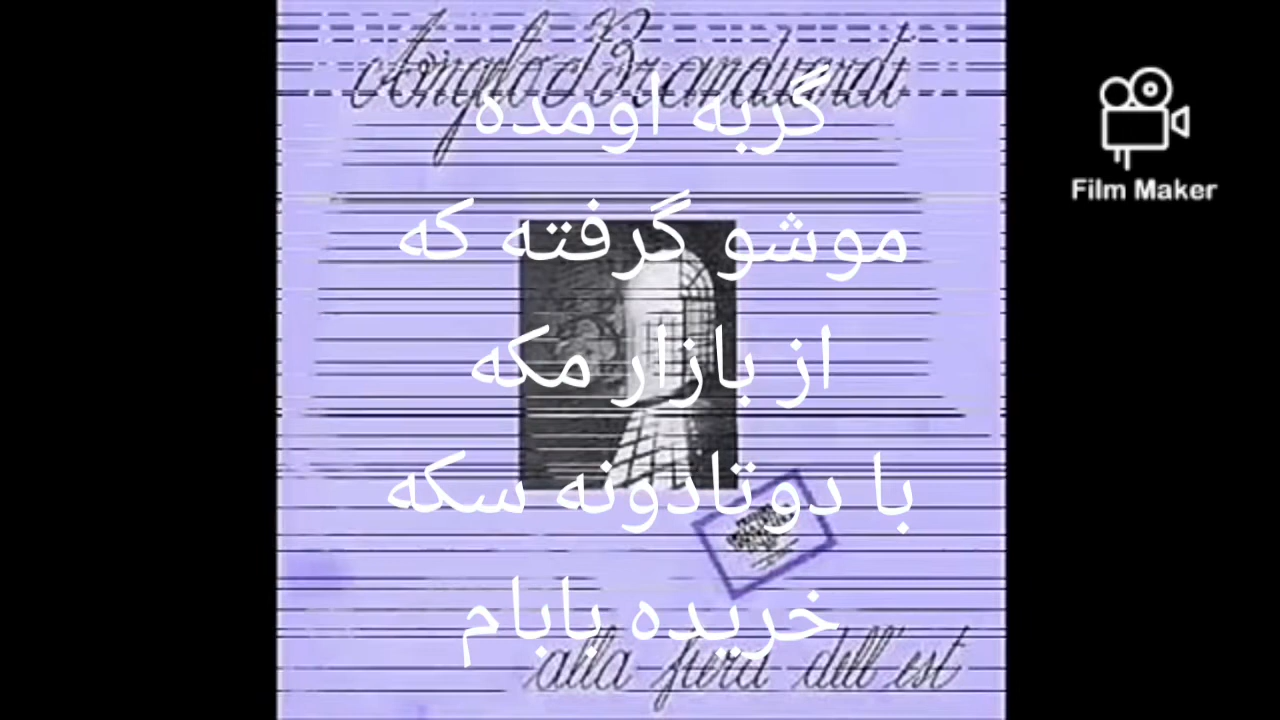 Angelo Branduardi
گربه اومده
موشو گرفته که
از بازار مکه
با دوتادونه سکه
خریده بابام
alla fiera dell'est
Film Maker